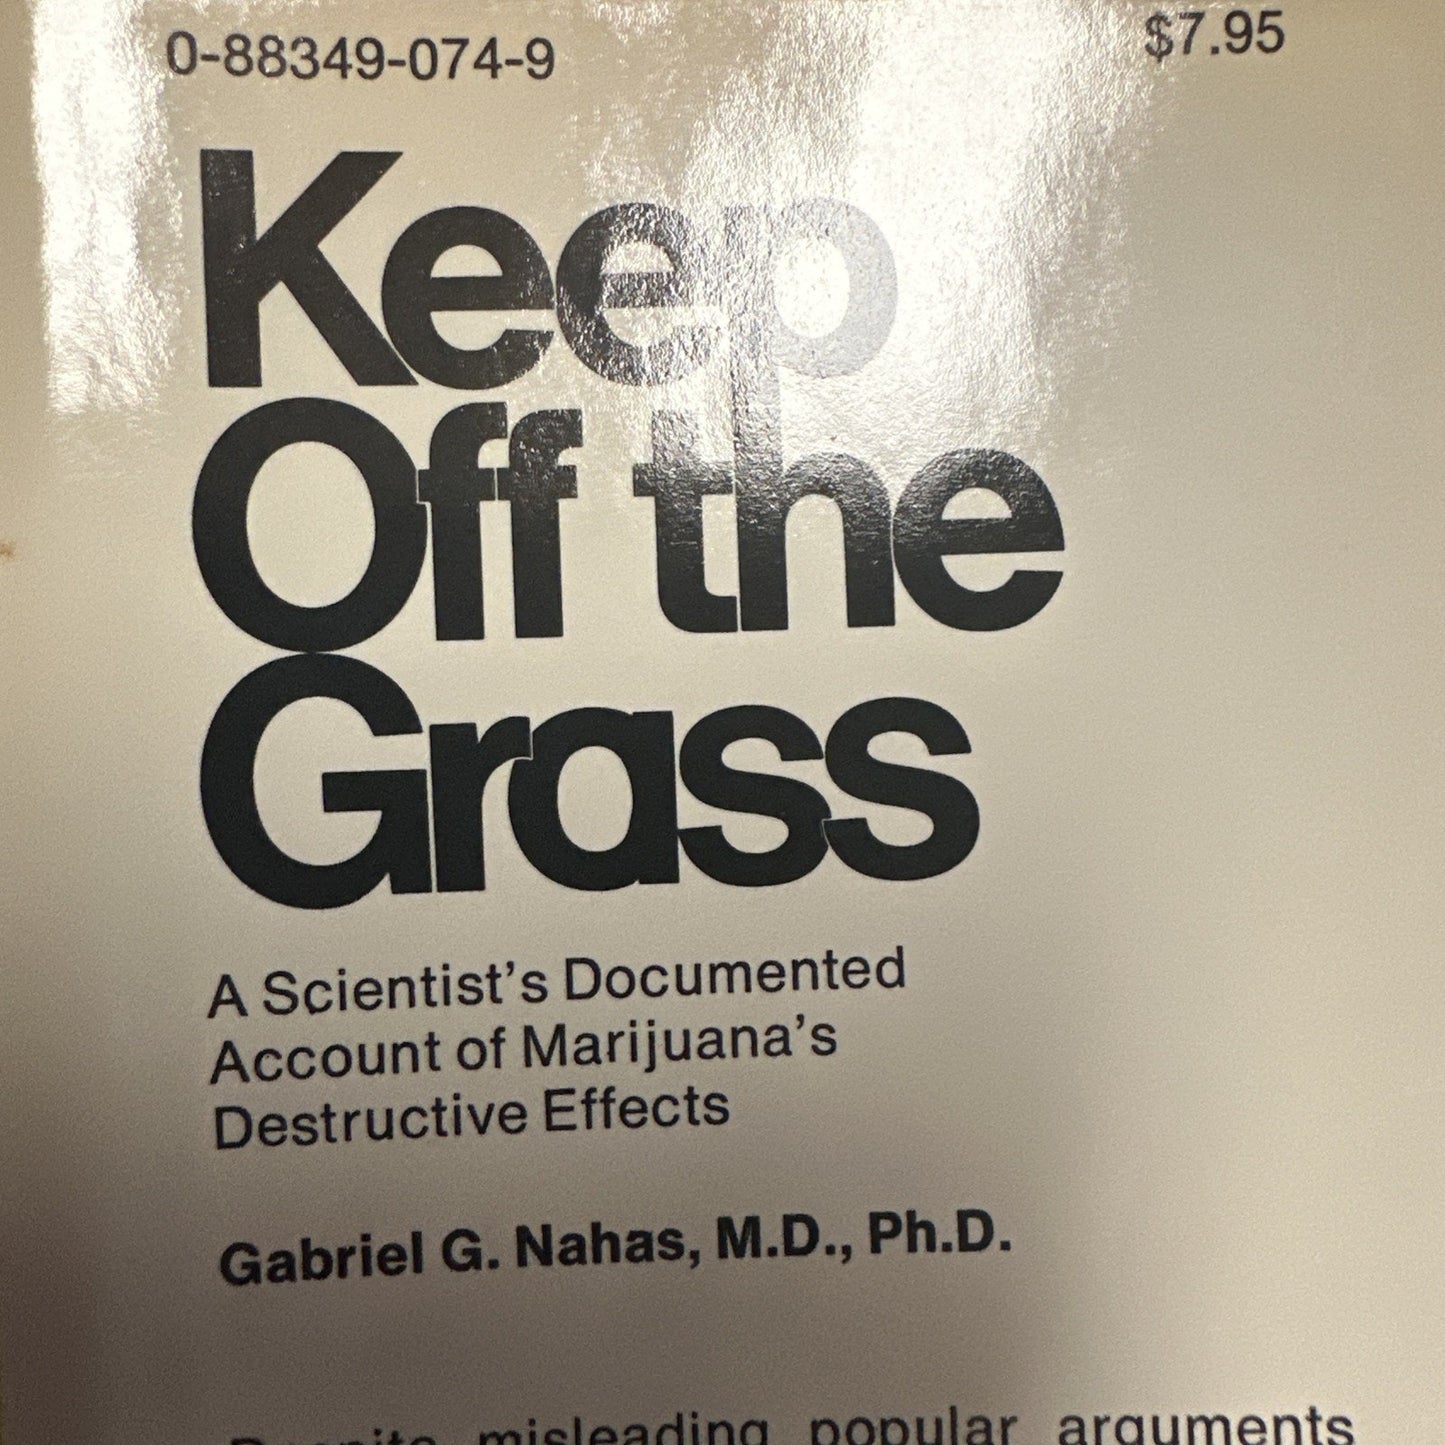 0-88349-074-9 $7.95
Keep
Off the
Grass
A Scientist's Documented
Account of Marijuana's
Destructive Effects
Gabriel G. Nahas, M.D., Ph.D.
Despite misleading popular arguments